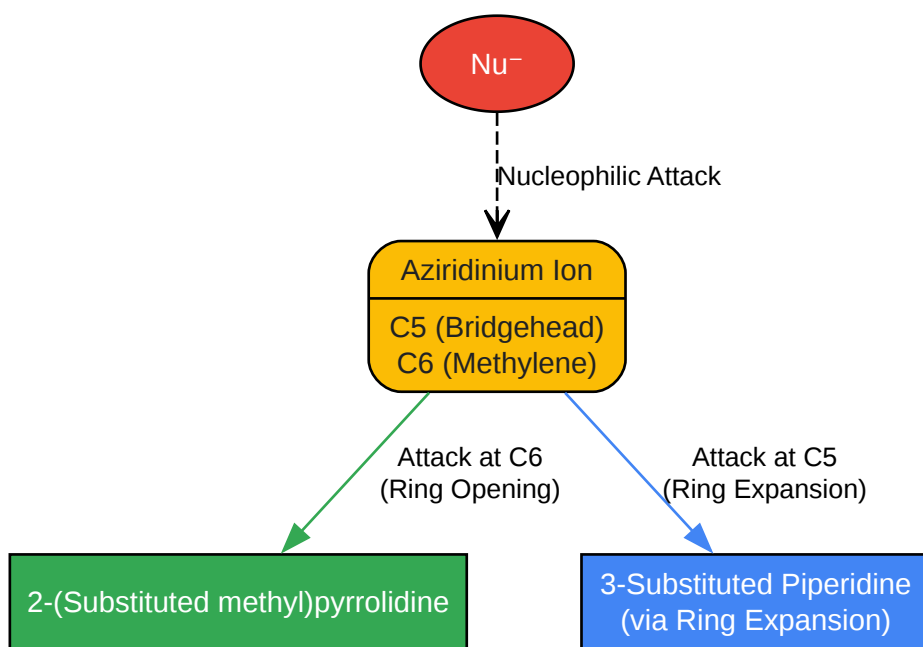 Nu⁻
Nucleophilic Attack
Aziridinium Ion
C5 (Bridgehead)
C6 (Methylene)
Attack at C6
(Ring Opening)
Attack at C5
(Ring Expansion)
2-(Substituted methyl)pyrrolidine
3-Substituted Piperidine
(via Ring Expansion)